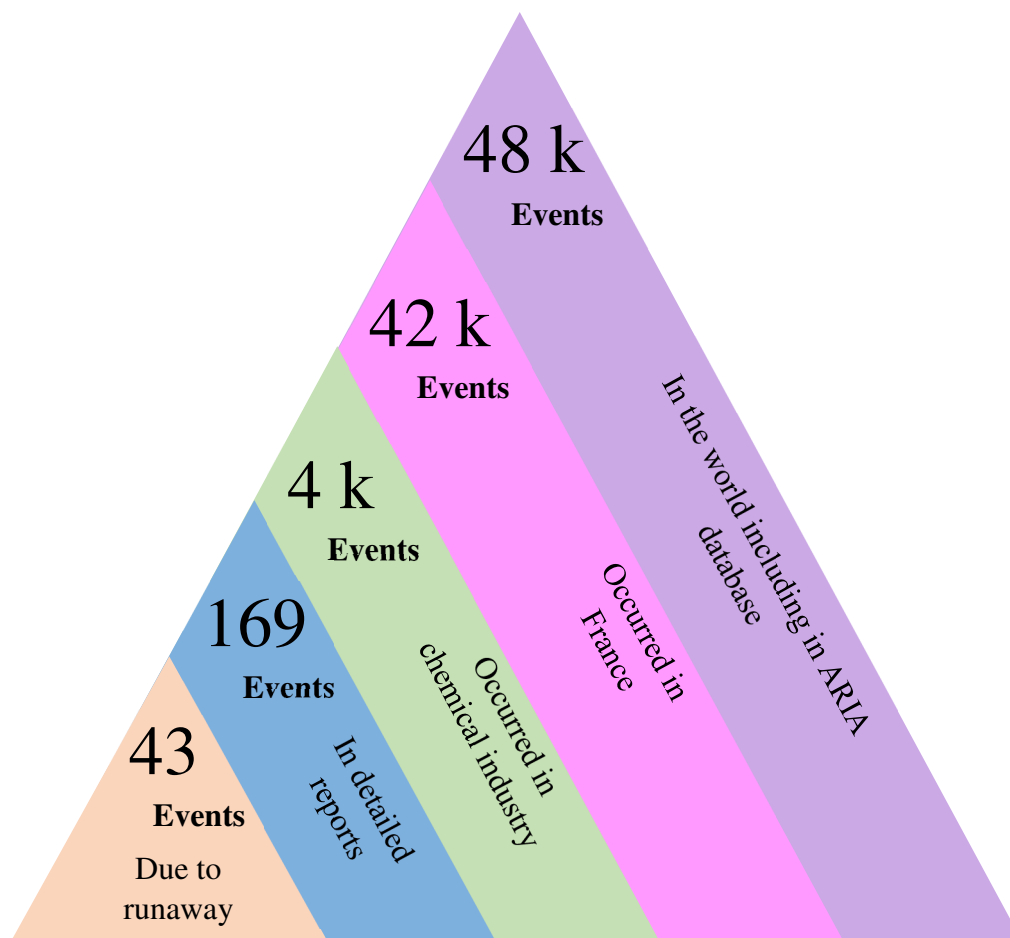 48 k
Events
In the world including in ARIA
database
42 k
Events
Occurred in
France
4 k
Events
Occurred in
chemical industry
169
Events
In detailed
reports
43
Events
Due to
runaway